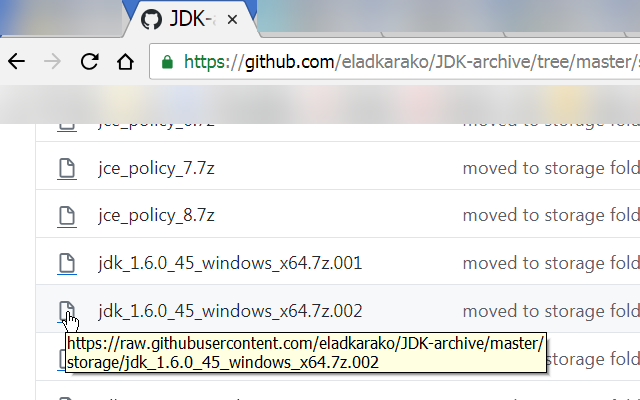 JDK-a
https://github.com/eladkarako/JDK-archive/tree/master/s
moved to storage fold
jce_policy_7.7z moved to storage fold
jce_policy_8.7z moved to storage fold
jdk_1.6.0_45_windows_x64.7z.001 moved to storage fold
jdk_1.6.0_45_windows_x64.7z.002 moved to storage fold
https://raw.githubusercontent.com/eladkarako/JDK-archive/master/
storage/jdk_1.6.0_45_windows_x64.7z.002
fold